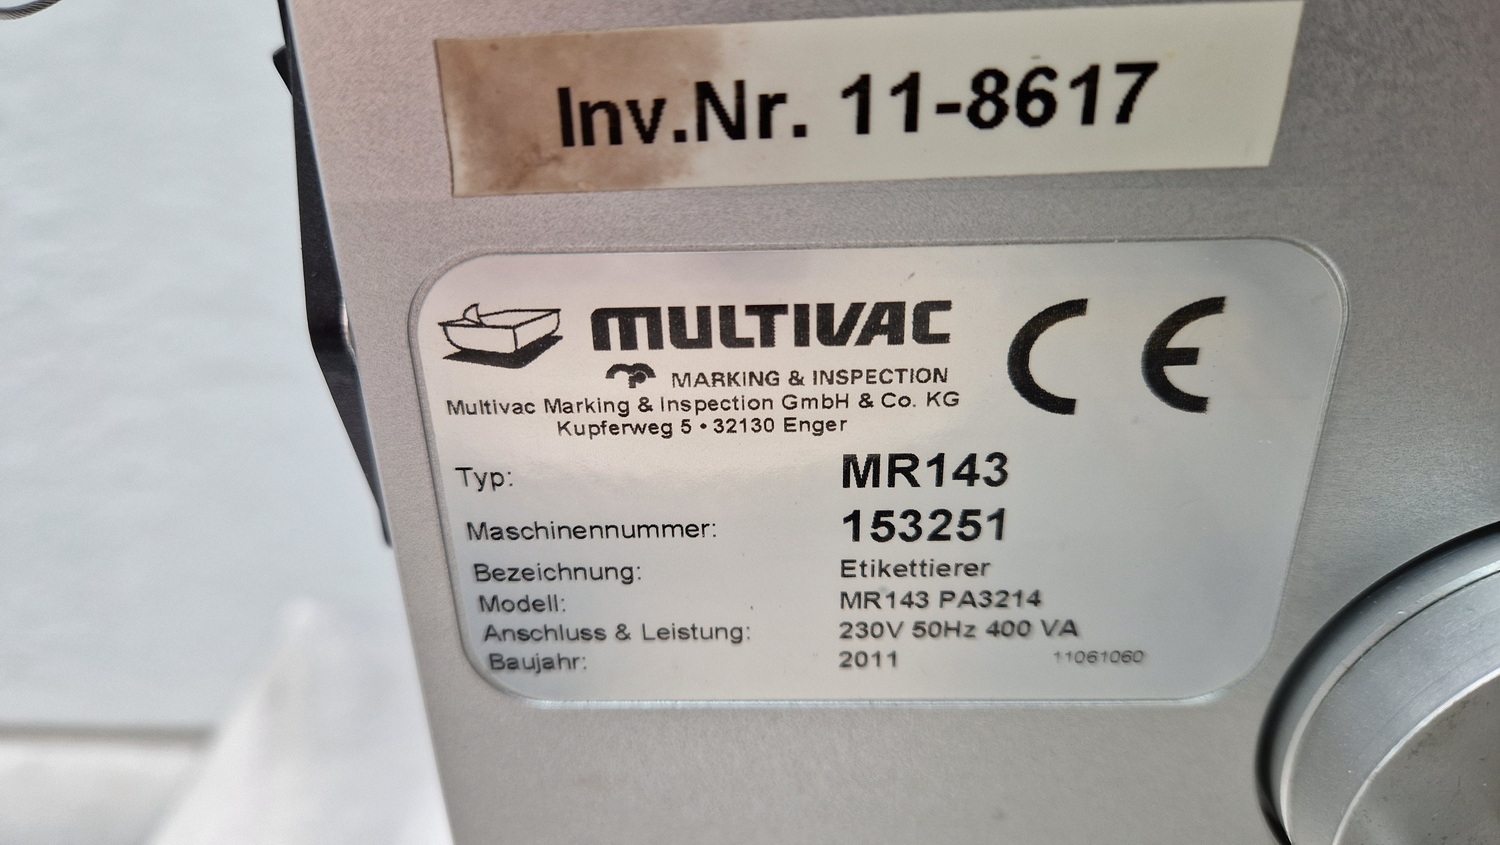 Inv.Nr. 11-8617
MULTIVAC
MARKING & INSPECTION
Multivac Marking & Inspection GmbH & Co. KG
Kupferweg 5 • 32130 Enger
CE
Typ: MR143
Maschinennummer: 153251
Bezeichnung: Etikettierer
Modell: MR143 PA3214
Anschluss & Leistung: 230V 50Hz 400 VA
Baujahr: 2011 11061060